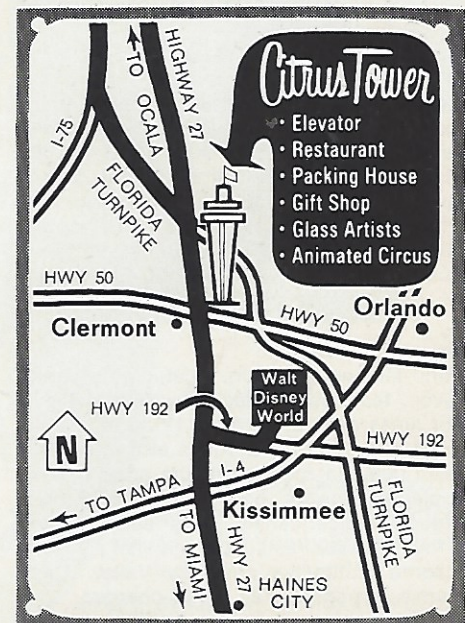 Citrus Tower
• Elevator
• Restaurant
• Packing House
• Gift Shop
• Glass Artists
• Animated Circus
HIGHWAY 27
TO OCALA
I-75
FLORIDA
TURNPIKE
HWY 50
HWY 50
Orlando
Clermont
Walt
Disney
World
HWY 192
HWY 192
N
I-4
TO TAMPA
Kissimmee
FLORIDA
TURNPIKE
TO MIAMI
HWY 27
HAINES
CITY